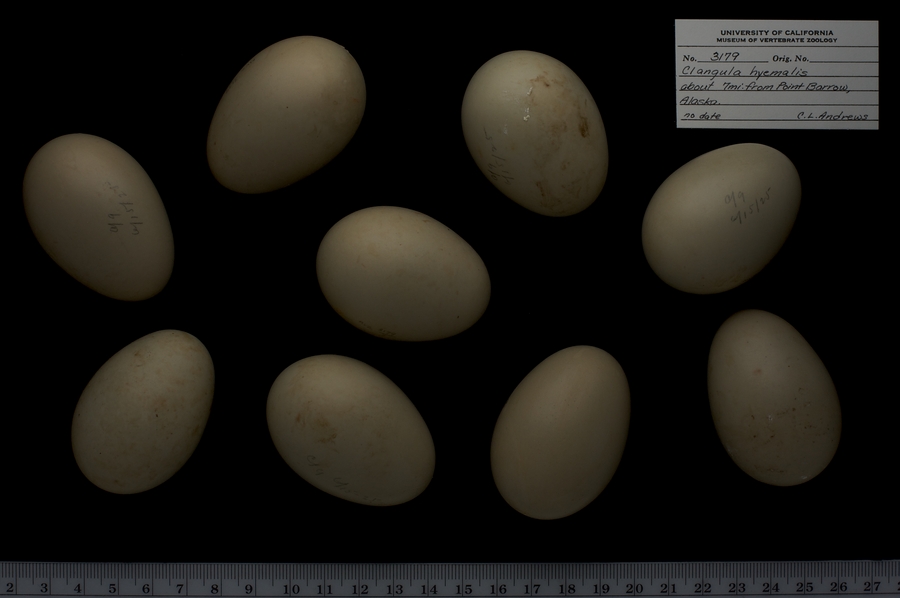 UNIVERSITY OF CALIFORNIA
MUSEUM OF VERTEBRATE ZOOLOGY
No. 3179 Orig. No.
Clangula hyemalis
about 7mi. from Point Barrow,
Alaska.
no date C.L. Andrews
2 3 4 5 6 7 8 9 10 11 12 13 14 15 16 17 18 19 20 21 22 23 24 25 26 27